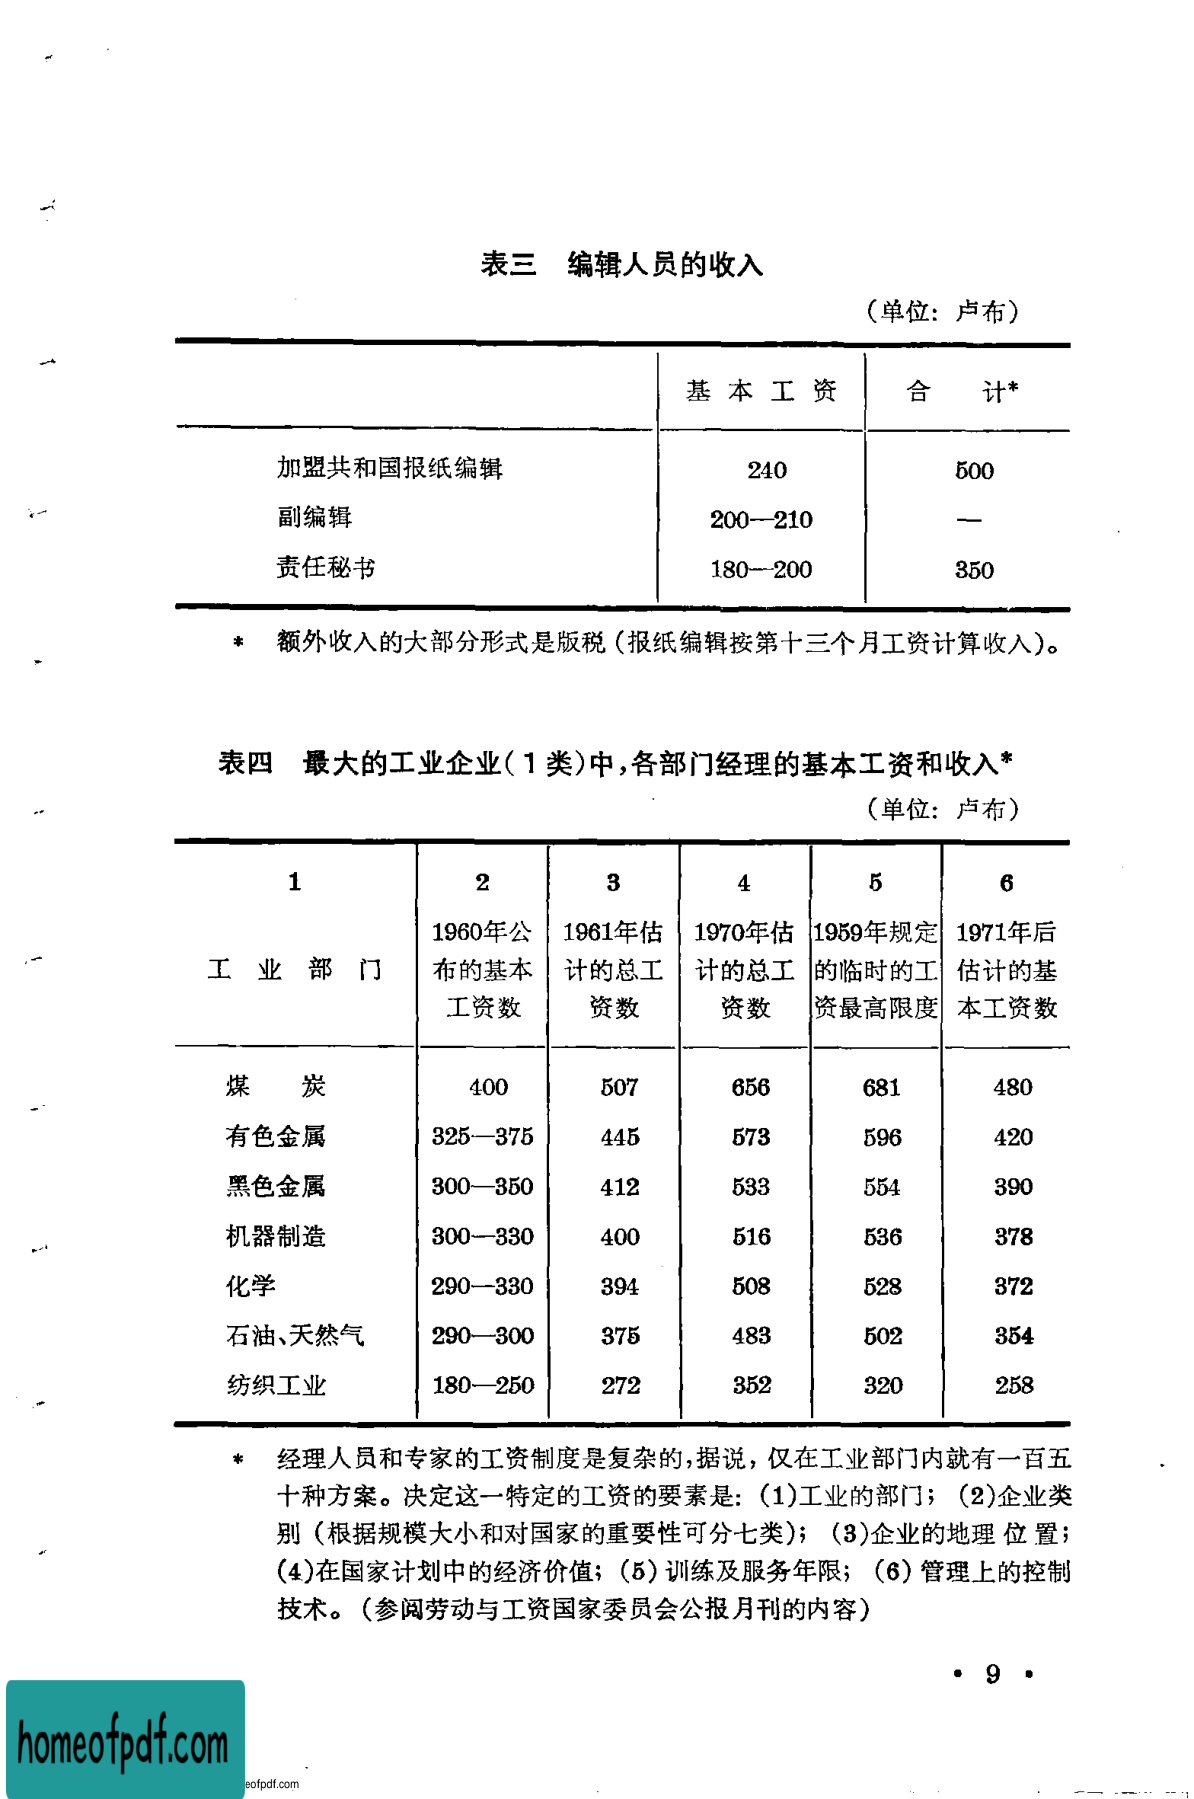 表三 编辑人员的收入
（单位：卢布）
基本工资 合计*
加盟共和国报纸编辑 240 500
副编辑 200—210 —
责任秘书 180—200 350
* 额外收入的大部分形式是版税（报纸编辑按第十三个月工资计算收入）。
表四 最大的工业企业（1类）中，各部门经理的基本工资和收入*
（单位：卢布）
1 2 3 4 5 6
1960年公 1961年估 1970年估 1959年规定 1971年后
工业部门 布的基本 计的总工 计的总工 的临时的工 估计的基
工资数 资数 资数 资最高限度 本工资数
煤炭 400 507 656 681 480
有色金属 325—375 445 573 596 420
黑色金属 300—350 412 533 554 390
机器制造 300—330 400 516 536 378
化学 290—330 394 508 528 372
石油、天然气 290—300 375 483 502 354
纺织工业 180—250 272 352 320 258
* 经理人员和专家的工资制度是复杂的，据说，仅在工业部门内就有一百五
十种方案。决定这一特定的工资的要素是：(1)工业的部门；(2)企业类
别（根据规模大小和对国家的重要性可分七类）；(3)企业的地理位置；
(4)在国家计划中的经济价值；(5)训练及服务年限；(6)管理上的控制
技术。（参阅劳动与工资国家委员会公报月刊的内容）
• 9 •
homeofpdf.com
eofpdf.com